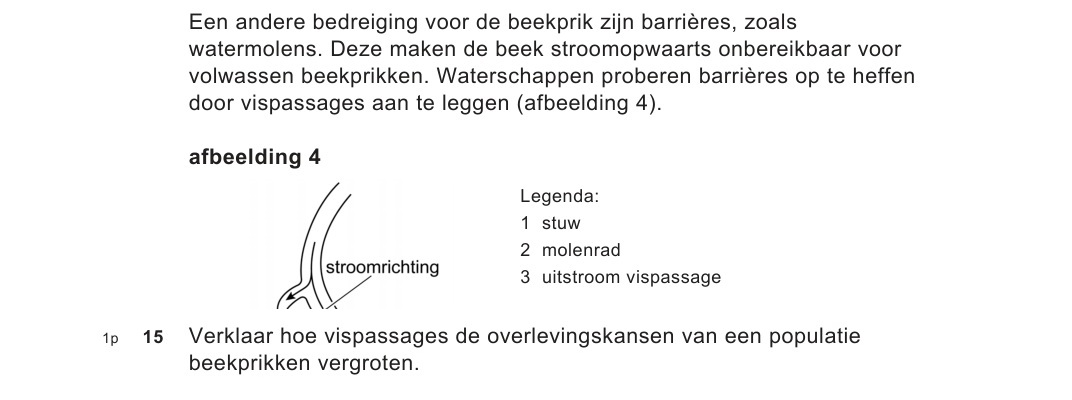 Een andere bedreiging voor de beekprik zijn barrières, zoals
watermolens. Deze maken de beek stroomopwaarts onbereikbaar voor
volwassen beekprikken. Waterschappen proberen barrières op te heffen
door vispassages aan te leggen (afbeelding 4).
afbeelding 4
stroomrichting
Legenda:
1 stuw
2 molenrad
3 uitstroom vispassage
1p 15 Verklaar hoe vispassages de overlevingskansen van een populatie
beekprikken vergroten.